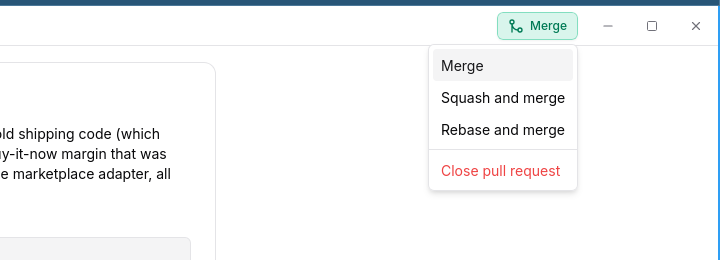 Merge
Merge
Squash and merge
Rebase and merge
Close pull request
shipping code (which
margin that was
marketplace adapter, all